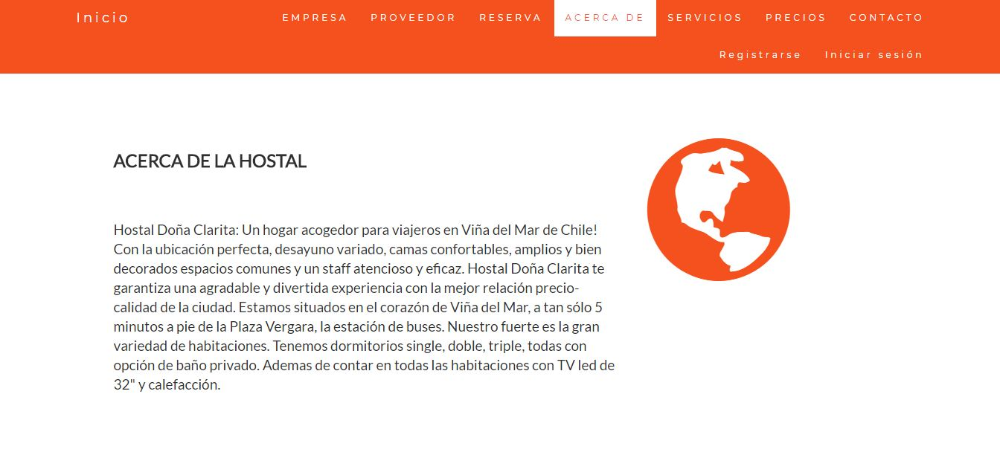 Inicio EMPRESA PROVEEDOR RESERVA ACERCA DE SERVICIOS PRECIOS CONTACTO
Registrarse Iniciar sesión
ACERCA DE LA HOSTAL
Hostal Doña Clarita: Un hogar acogedor para viajeros en Viña del Mar de Chile!
Con la ubicación perfecta, desayuno variado, camas confortables, amplios y bien
decorados espacios comunes y un staff atencioso y eficaz. Hostal Doña Clarita te
garantiza una agradable y divertida experiencia con la mejor relación precio-
calidad de la ciudad. Estamos situados en el corazón de Viña del Mar, a tan sólo 5
minutos a pie de la Plaza Vergara, la estación de buses. Nuestro fuerte es la gran
variedad de habitaciones. Tenemos dormitorios single, doble, triple, todas con
opción de baño privado. Ademas de contar en todas las habitaciones con TV led de
32" y calefacción.